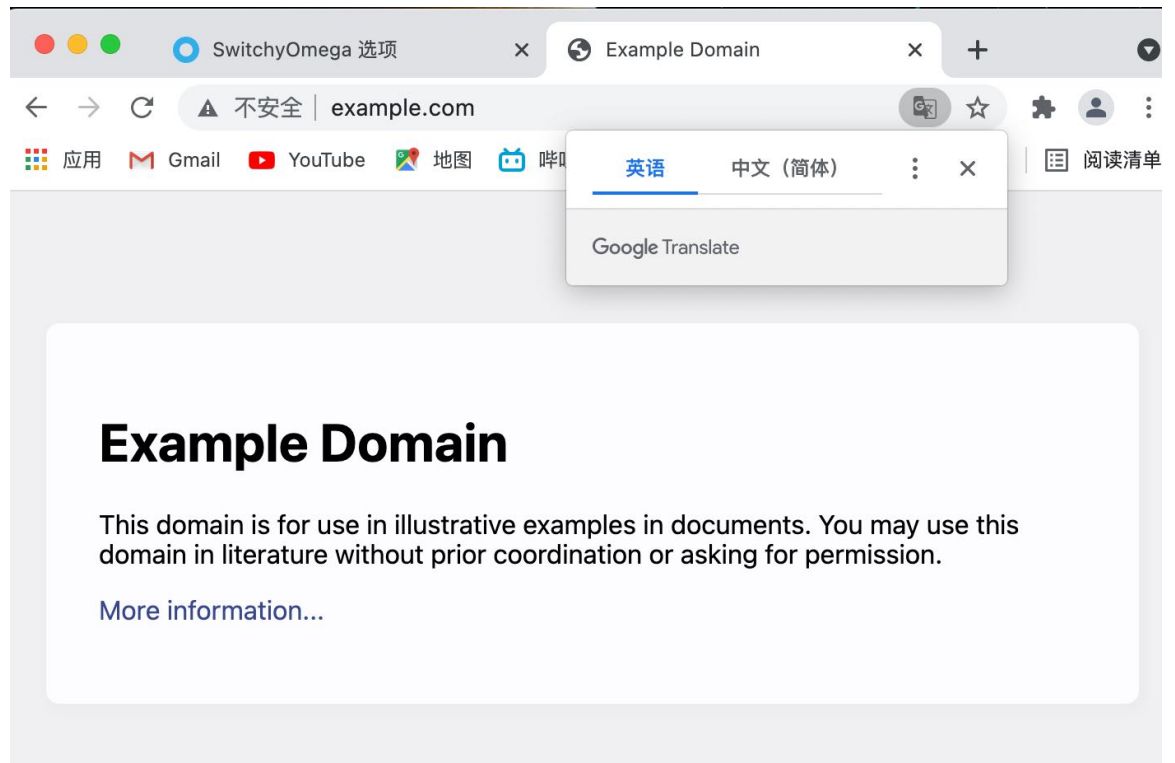 SwitchyOmega 选项
Example Domain
不安全 example.com
应用 Gmail YouTube 地图 哔 阅读清单
英语 中文（简体）
Google Translate
Example Domain
This domain is for use in illustrative examples in documents. You may use this
domain in literature without prior coordination or asking for permission.
More information...